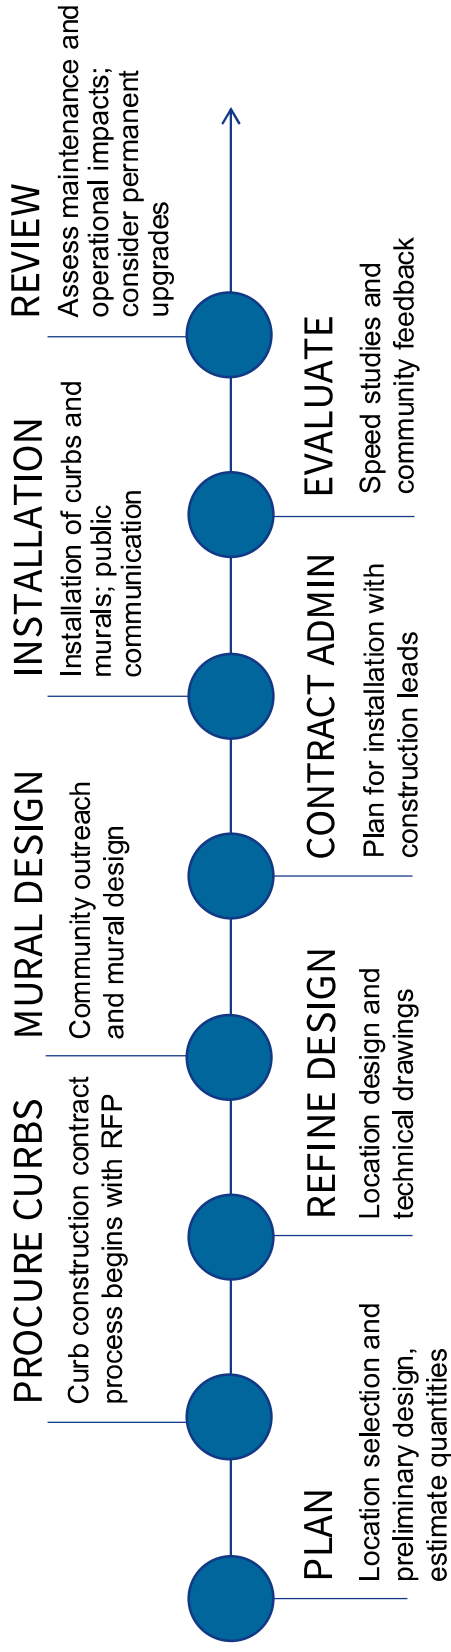 PLAN
Location selection and
preliminary design,
estimate quantities
PROCURE CURBS
Curb construction contract
process begins with RFP
REFINE DESIGN
Location design and
technical drawings
MURAL DESIGN
Community outreach
and mural design
CONTRACT ADMIN
Plan for installation with
construction leads
INSTALLATION
Installation of curbs and
murals; public
communication
EVALUATE
Speed studies and
community feedback
REVIEW
Assess maintenance and
operational impacts;
consider permanent
upgrades